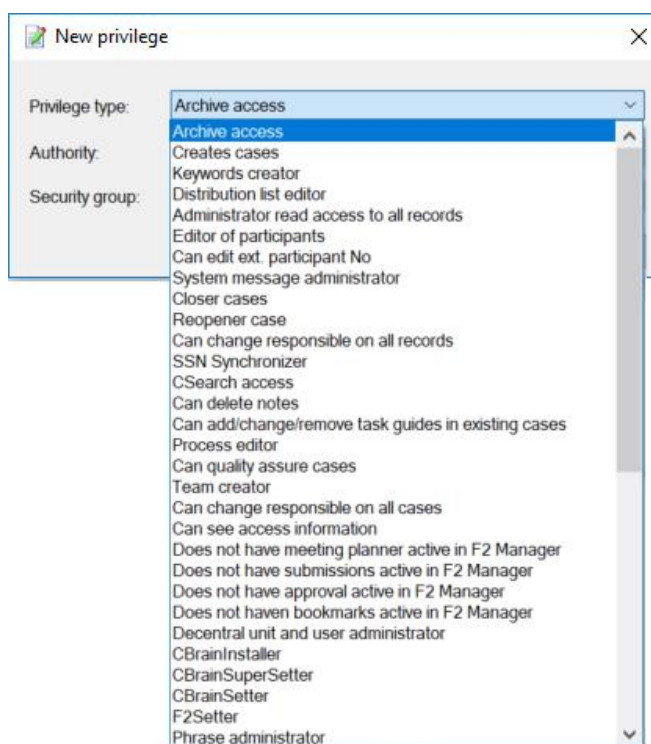 New privilege
Privilege type: Archive access
Archive access
Authority: Creates cases
Keywords creator
Security group: Distribution list editor
Administrator read access to all records
Editor of participants
Can edit ext. participant No
System message administrator
Closer cases
Reopener case
Can change responsible on all records
SSN Synchronizer
CSearch access
Can delete notes
Can add/change/remove task guides in existing cases
Process editor
Can quality assure cases
Team creator
Can change responsible on all cases
Can see access information
Does not have meeting planner active in F2 Manager
Does not have submissions active in F2 Manager
Does not have approval active in F2 Manager
Does not haven bookmarks active in F2 Manager
Decentral unit and user administrator
CBrainInstaller
CBrainSuperSetter
CBrainSetter
F2Setter
Phrase administrator